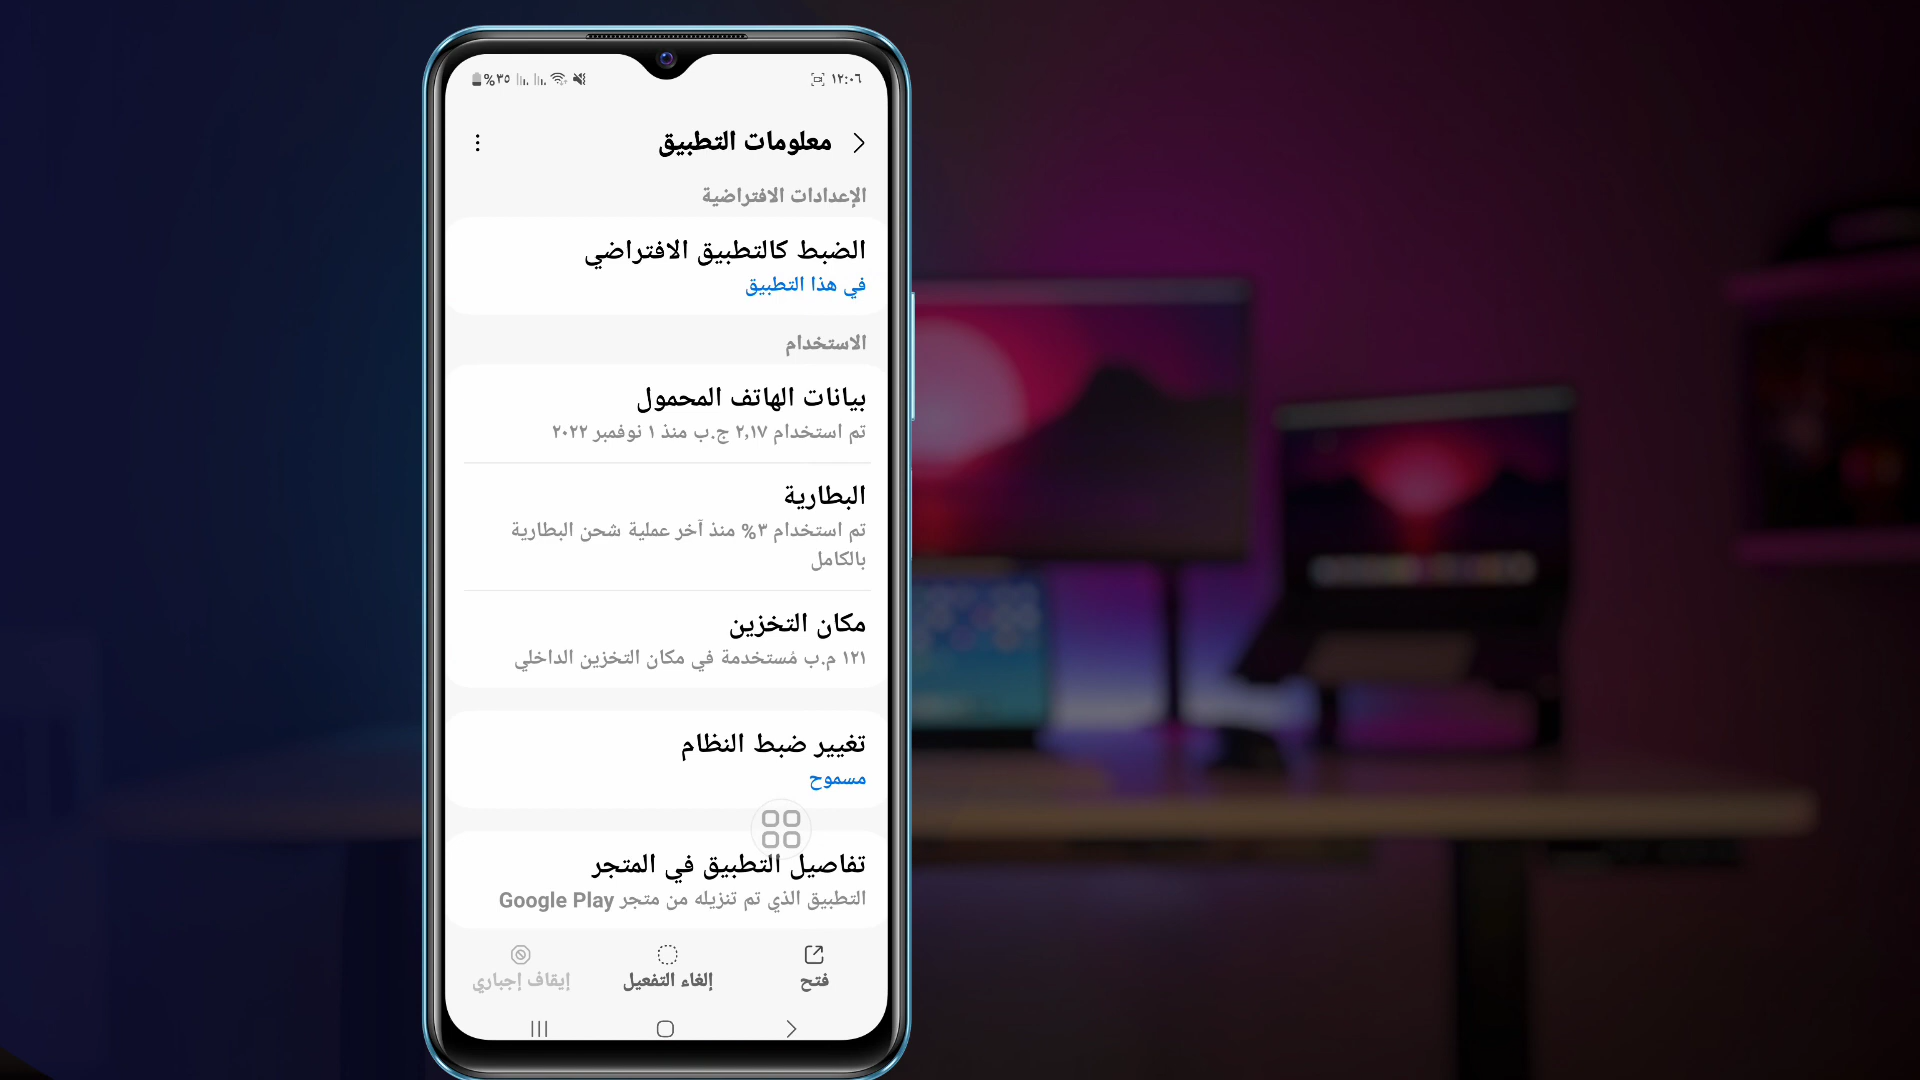 ١٢:٠٦
%٣٥
معلومات التطبيق
الإعدادات الافتراضية
الضبط كالتطبيق الافتراضي
في هذا التطبيق
الاستخدام
بيانات الهاتف المحمول
تم استخدام ٢,١٧ ج.ب منذ ١ نوفمبر ٢٠٢٢
البطارية
تم استخدام ٣% منذ آخر عملية شحن البطارية
بالكامل
مكان التخزين
١٢١ م.ب مُستخدمة في مكان التخزين الداخلي
تغيير ضبط النظام
مسموح
تفاصيل التطبيق في المتجر
التطبيق الذي تم تنزيله من متجر Google Play
فتح
إلغاء التفعيل
إيقاف إجباري